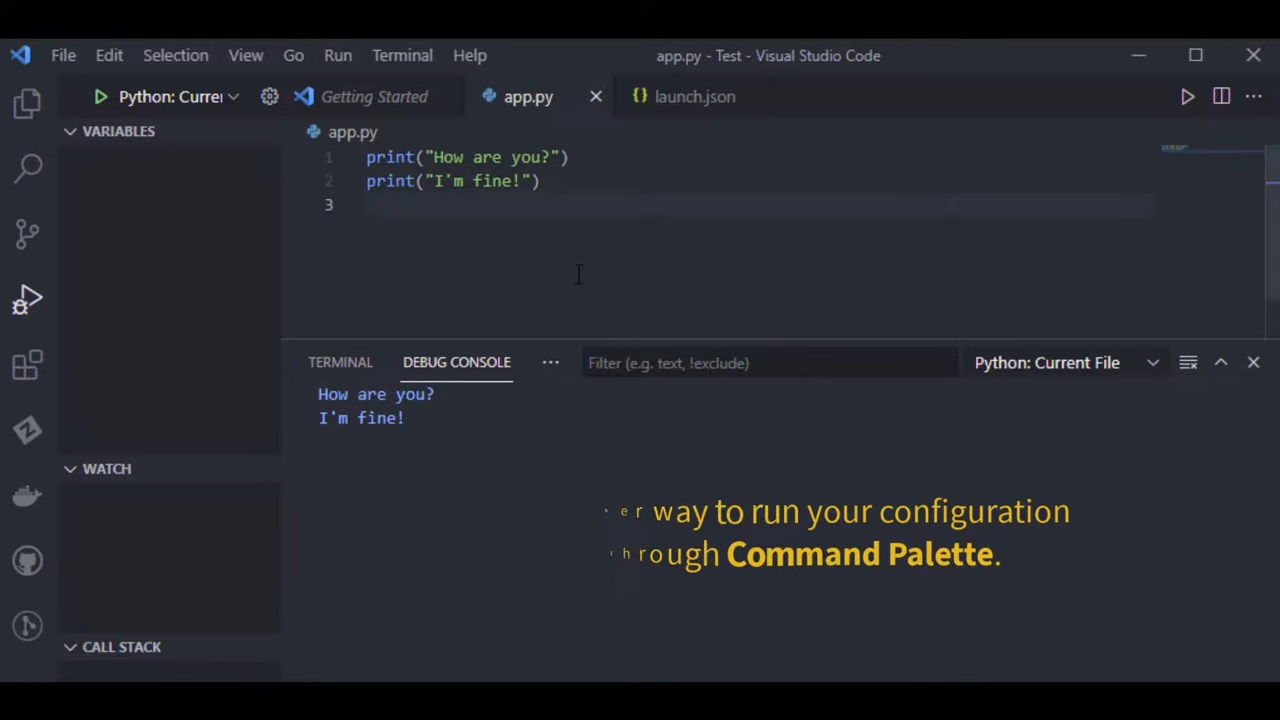 File Edit Selection View Go Run Terminal Help app.py - Test - Visual Studio Code
Python: Currer Getting Started app.py launch.json
VARIABLES
app.py
1 print("How are you?")
2 print("I'm fine!")
3
TERMINAL DEBUG CONSOLE Filter (e.g. text, !exclude) Python: Current File
How are you?
I'm fine!
WATCH
er way to run your configuration
hrough Command Palette.
CALL STACK